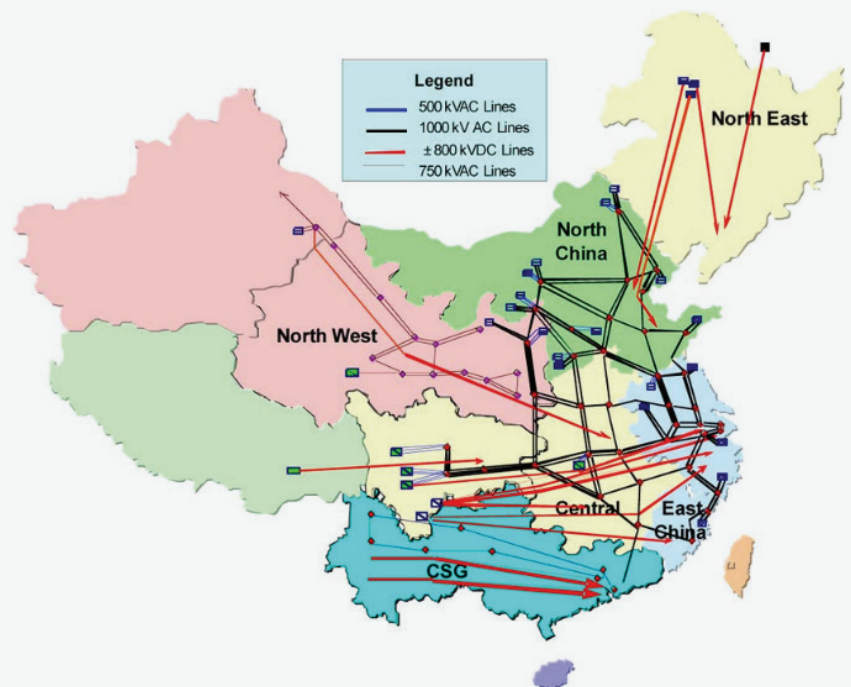 Legend
500 kVAC Lines
1000 kV AC Lines
± 800 kVDC Lines
750 kVAC Lines
North East
North
China
North West
Central
East
China
CSG